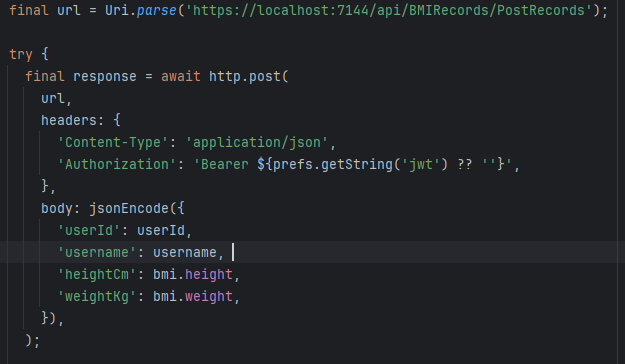 final url = Uri.parse('https://localhost:7144/api/BMIRecords/PostRecords');
try {
final response = await http.post(
url,
headers: {
'Content-Type': 'application/json',
'Authorization': 'Bearer ${prefs.getString('jwt') ?? ''}',
},
body: jsonEncode({
'userId': userId,
'username': username,
'heightCm': bmi.height,
'weightKg': bmi.weight,
}),
);